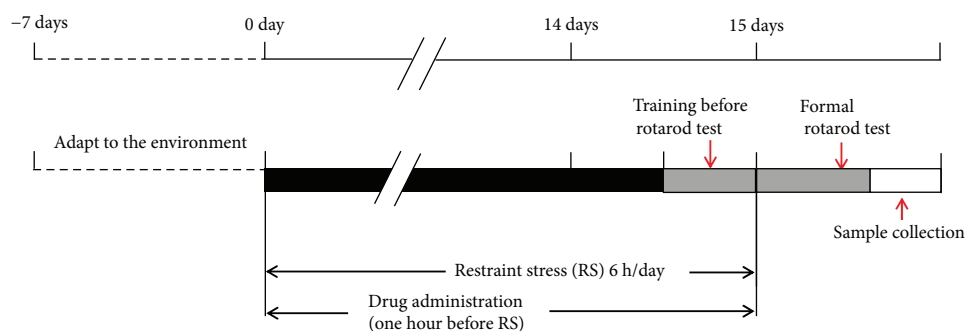 −7 days
0 day
14 days
15 days
Training before
rotarod test
Formal
rotarod test
Adapt to the environment
Sample collection
Restraint stress (RS) 6 h/day
Drug administration
(one hour before RS)